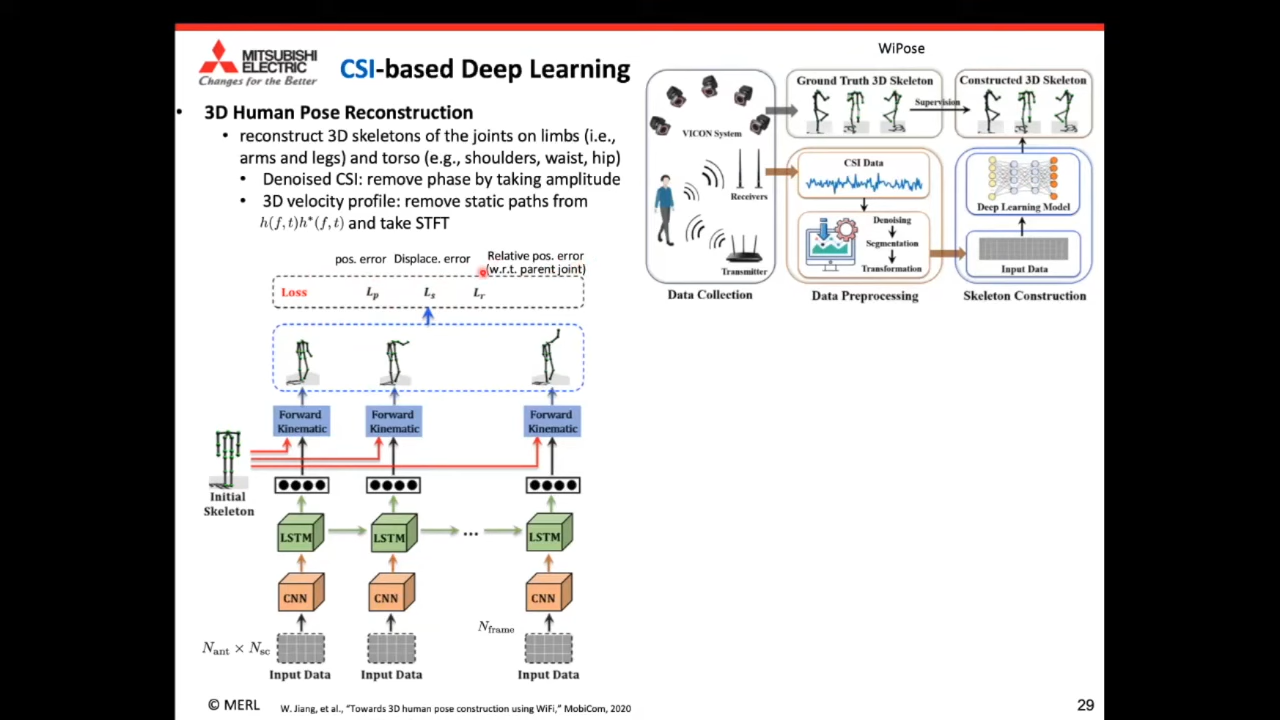 MITSUBISHI
ELECTRIC
Changes for the Better
CSI-based Deep Learning
• 3D Human Pose Reconstruction
• reconstruct 3D skeletons of the joints on limbs (i.e.,
arms and legs) and torso (e.g., shoulders, waist, hip)
• Denoised CSI: remove phase by taking amplitude
• 3D velocity profile: remove static paths from
h(f,t)h*(f,t) and take STFT
WiPose
VICON System
Receivers
Transmitter
Data Collection
Ground Truth 3D Skeleton
Supervision
Constructed 3D Skeleton
CSI Data
Denoising
Segmentation
Transformation
Data Preprocessing
Deep Learning Model
Input Data
Skeleton Construction
pos. error
Displace. error
Relative pos. error
(w.r.t. parent joint)
Loss
Lp
Ls
Lr
Forward
Kinematic
Forward
Kinematic
Forward
Kinematic
Initial
Skeleton
LSTM
LSTM
...
LSTM
CNN
CNN
CNN
Nframe
Nant × Nsc
Input Data
Input Data
Input Data
© MERL
W. Jiang, et al., "Towards 3D human pose construction using WiFi," MobiCom, 2020
29